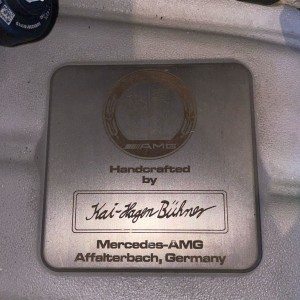 AMG
Handcrafted
by
Kai-Hagen Bühner
Mercedes-AMG
Affalterbach, Germany